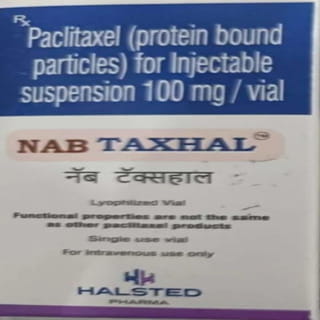 Rx
Paclitaxel (protein bound
particles) for Injectable
suspension 100 mg / vial
NAB TAXHAL™
नॅब टॅक्सहाल
Lyophilized Vial
Functional properties are not the same
as other paclitaxel products
Single use vial
For Intravenous use only
HALSTED
PHARMA